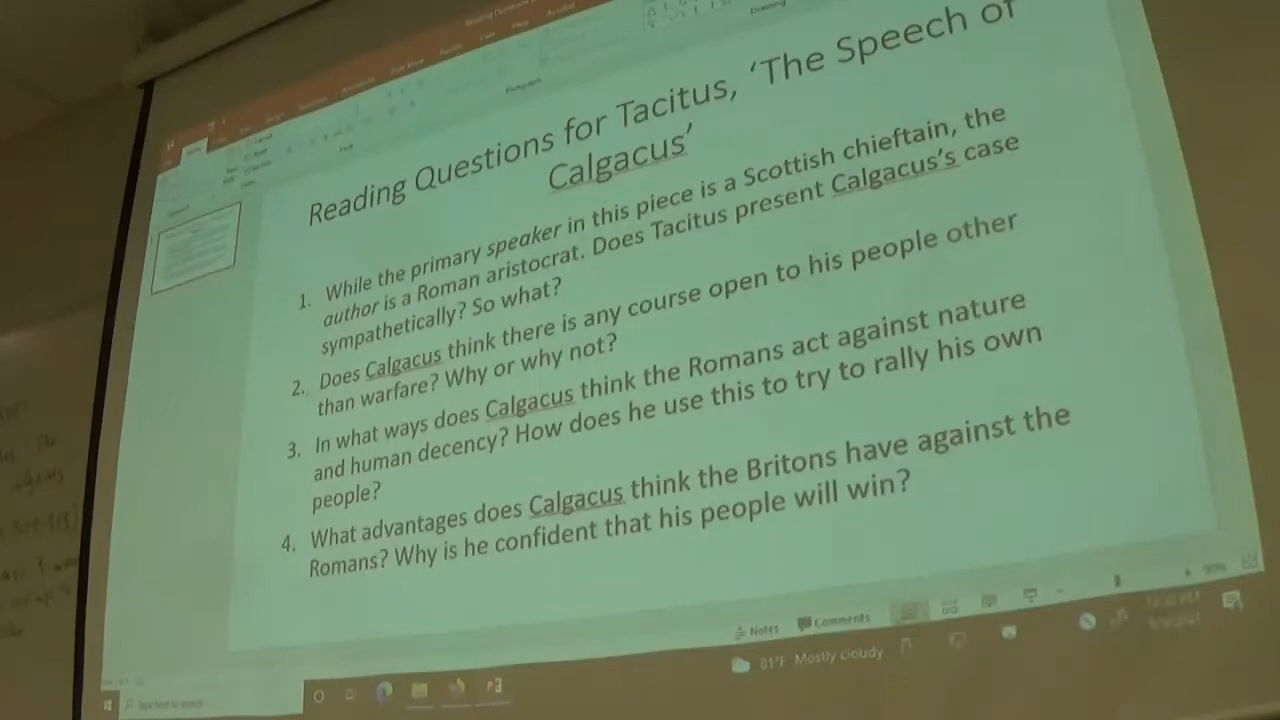 Reading Questions for Tacitus, ‘The Speech of
Calgacus’
1. While the primary speaker in this piece is a Scottish chieftain, the
author is a Roman aristocrat. Does Tacitus present Calgacus’s case
sympathetically? So what?
2. Does Calgacus think there is any course open to his people other
than warfare? Why or why not?
3. In what ways does Calgacus think the Romans act against nature
and human decency? How does he use this to try to rally his own
people?
4. What advantages does Calgacus think the Britons have against the
Romans? Why is he confident that his people will win?
Notes Comments
81°F Mostly cloudy
Type here to search